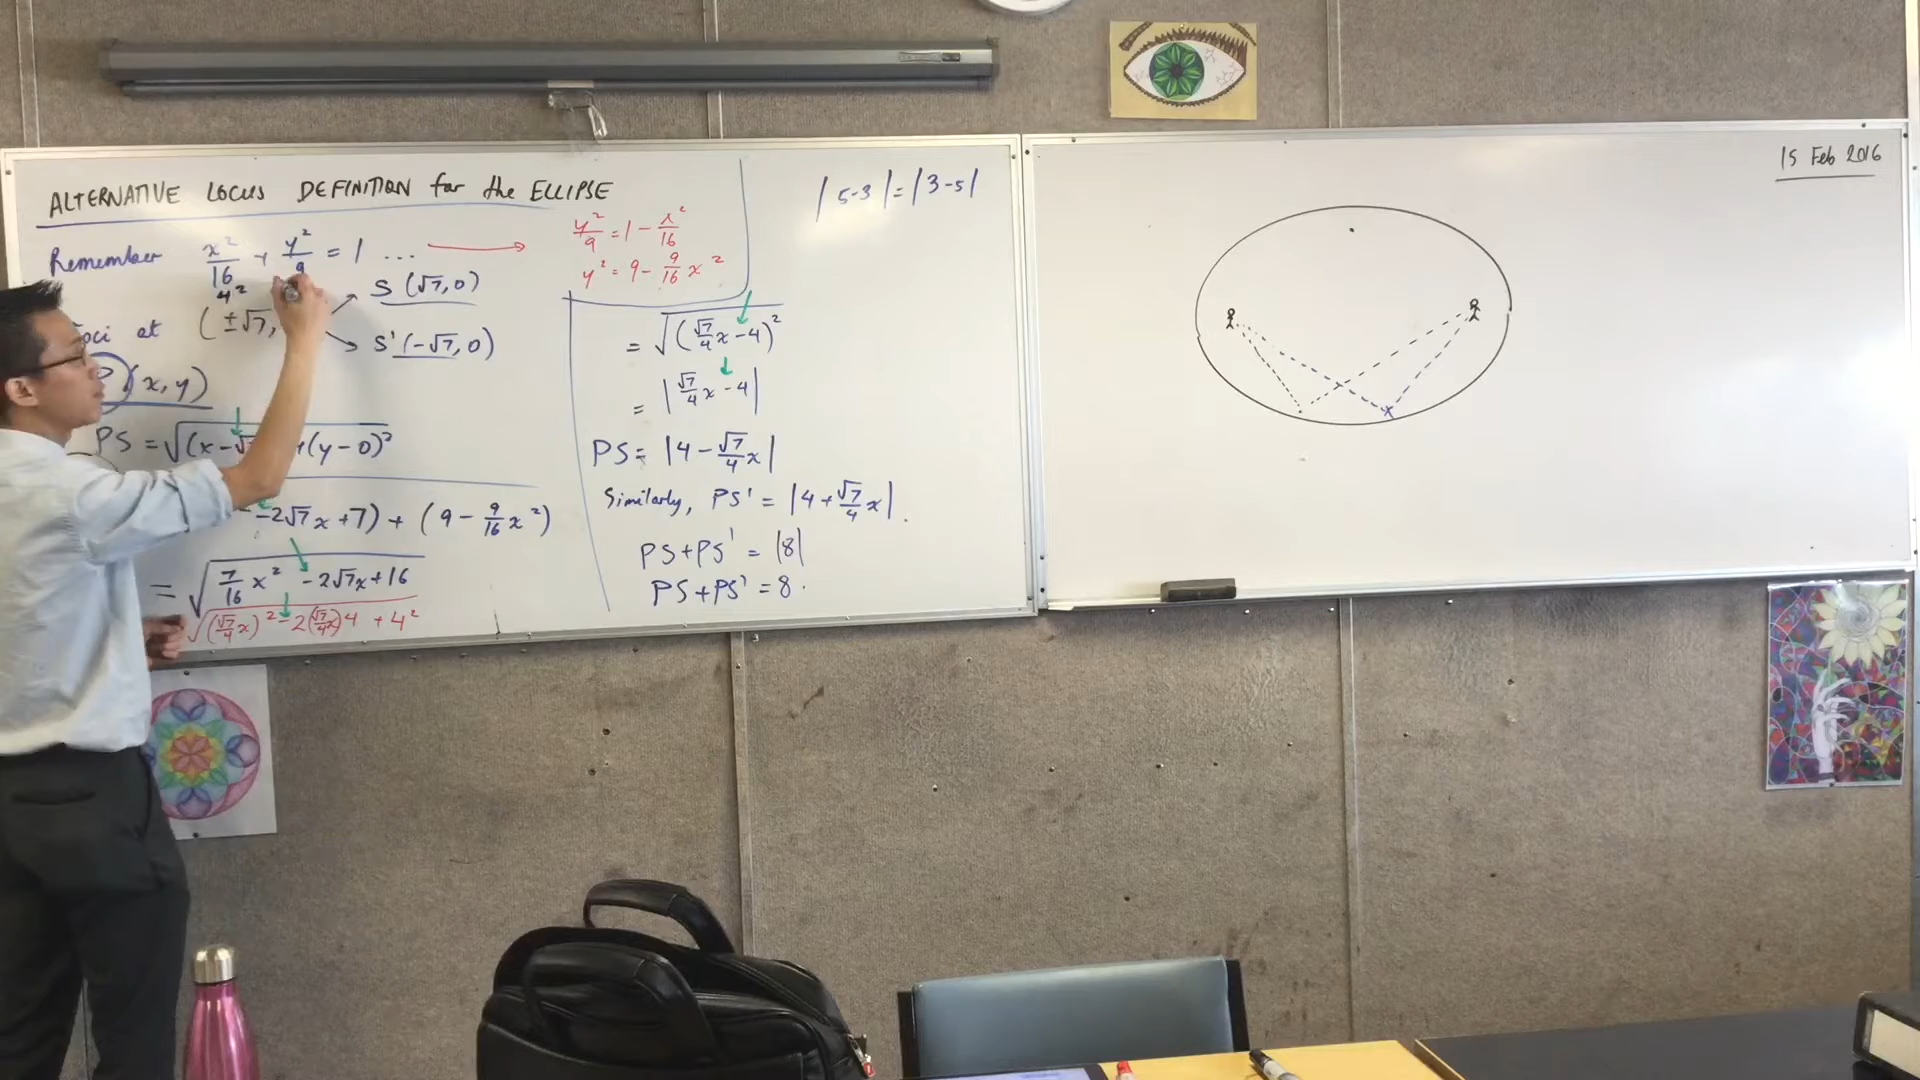 ALTERNATIVE LOCUS DEFINITION for the ELLIPSE
Remember x²/16 + y²/9 = 1 ...
4²
oci at (±√7,
S (√7, 0)
S' (-√7, 0)
(x, y)
PS = √(x - √ + (y - 0)²
- 2√7x + 7) + (9 - 9/16 x²)
= √7/16 x² - 2√7x + 16
√(√7/4 x)² - 2(√7/4 x)4 + 4²
y²/9 = 1 - x²/16
y² = 9 - 9/16 x²
= √(√7/4 x - 4)²
= |√7/4 x - 4|
PS = |4 - √7/4 x|
Similarly, PS' = |4 + √7/4 x|.
PS + PS' = |8|
PS + PS' = 8.
|5-3| = |3-5|
15 Feb 2016